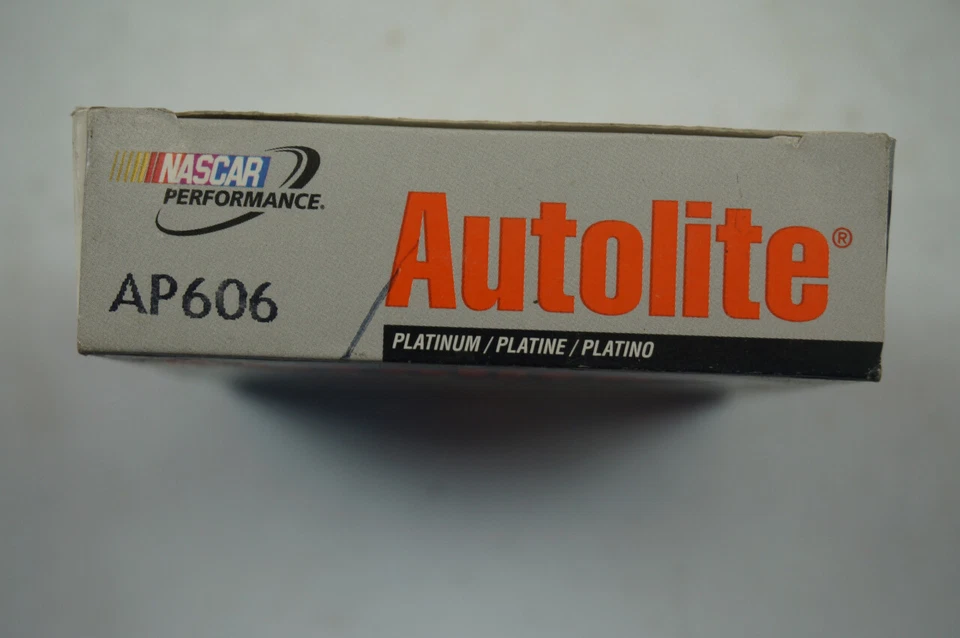 NASCAR
PERFORMANCE®
AP606
Autolite®
PLATINUM / PLATINE / PLATINO